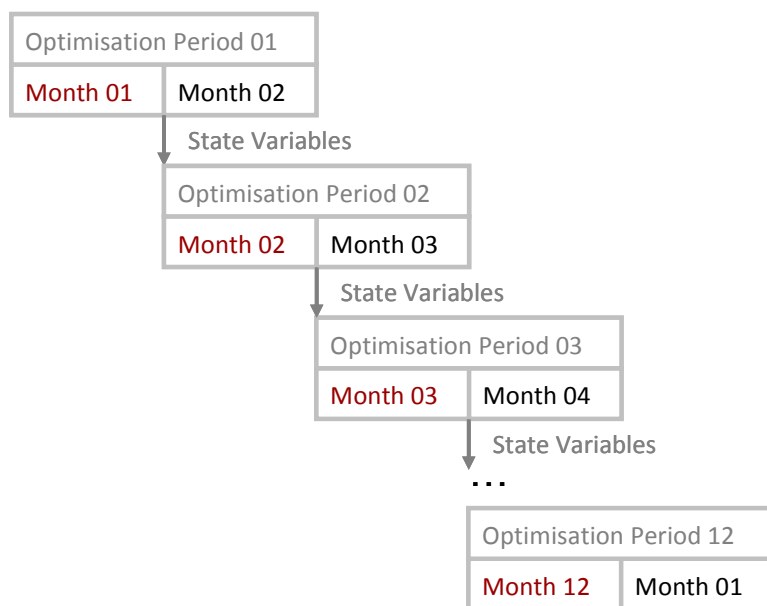 Optimisation Period 01
Month 01 Month 02
State Variables
Optimisation Period 02
Month 02 Month 03
State Variables
Optimisation Period 03
Month 03 Month 04
State Variables
...
Optimisation Period 12
Month 12 Month 01